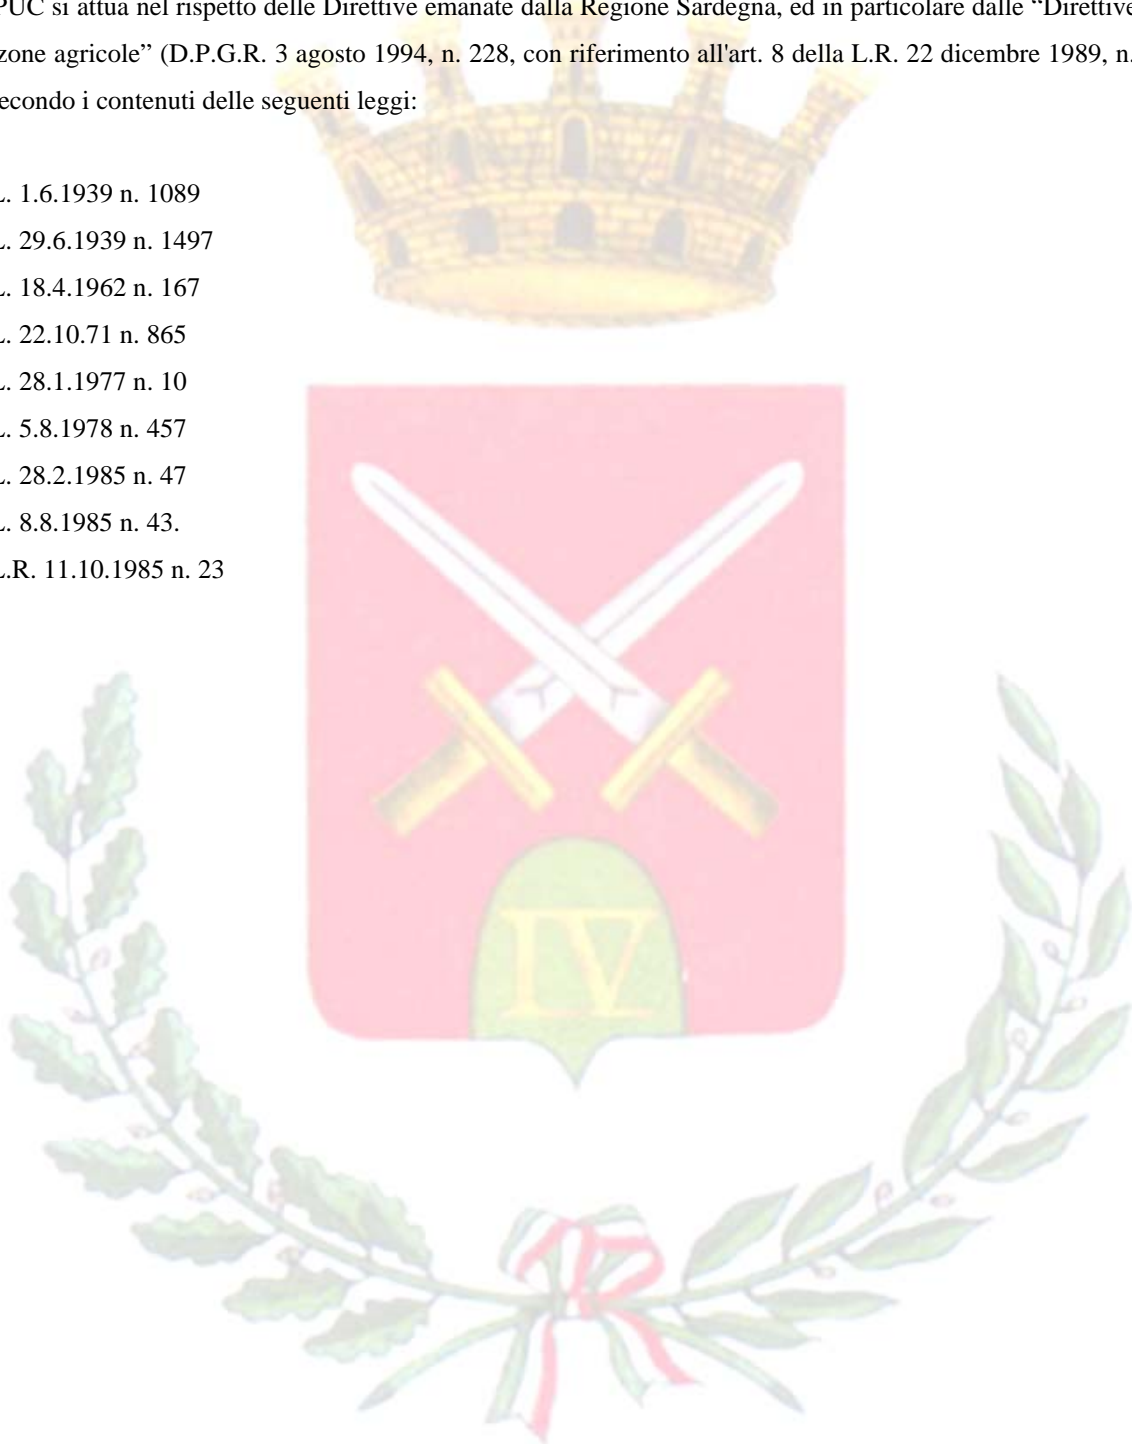 PUC si attua nel rispetto delle Direttive emanate dalla Regione Sardegna, ed in particolare dalle “Direttive
zone agricole” (D.P.G.R. 3 agosto 1994, n. 228, con riferimento all'art. 8 della L.R. 22 dicembre 1989, n.
secondo i contenuti delle seguenti leggi:
L. 1.6.1939 n. 1089
L. 29.6.1939 n. 1497
L. 18.4.1962 n. 167
L. 22.10.71 n. 865
L. 28.1.1977 n. 10
L. 5.8.1978 n. 457
L. 28.2.1985 n. 47
L. 8.8.1985 n. 43.
L.R. 11.10.1985 n. 23
IV